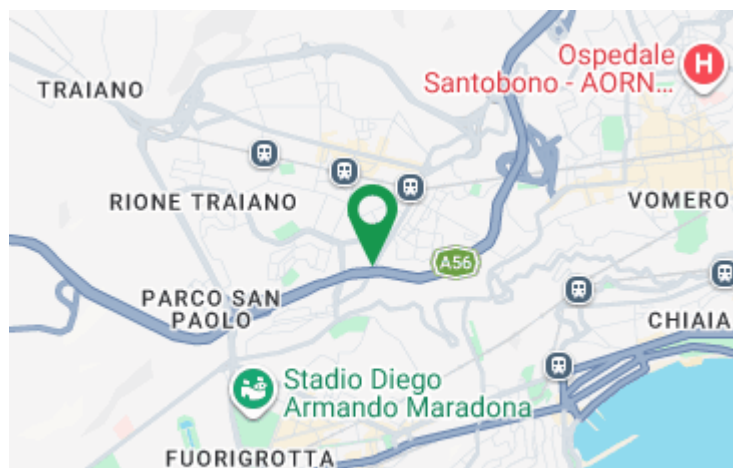 Ospedale
Santobono - AORN...
H
TRAIANO
RIONE TRAIANO
VOMERO
A56
PARCO SAN
PAOLO
CHIAIA
Stadio Diego
Armando Maradona
FUORIGROTTA